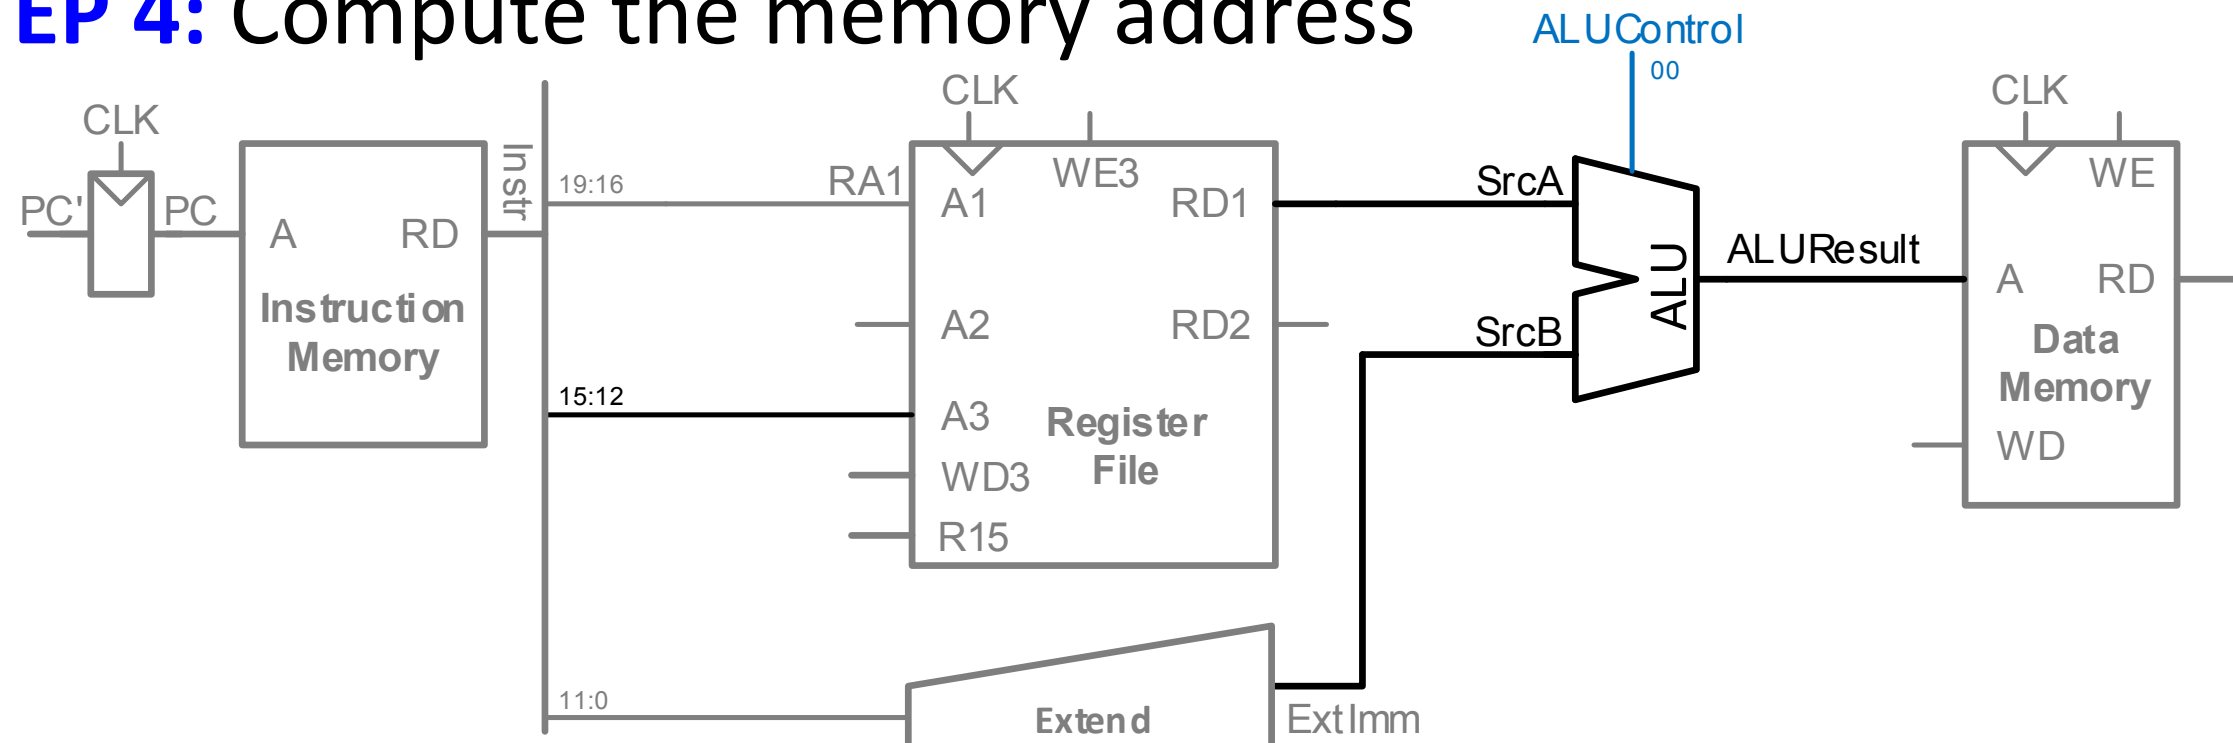 EP 4: Compute the memory address
ALUControl
00
CLK
CLK
CLK
PC'
PC
A
RD
Instruction
Memory
Instr
19:16
RA1
A1
WE3
RD1
A2
RD2
15:12
A3
Register
File
WD3
R15
11:0
Extend
ExtImm
SrcA
SrcB
ALU
ALUResult
WE
A
RD
Data
Memory
WD